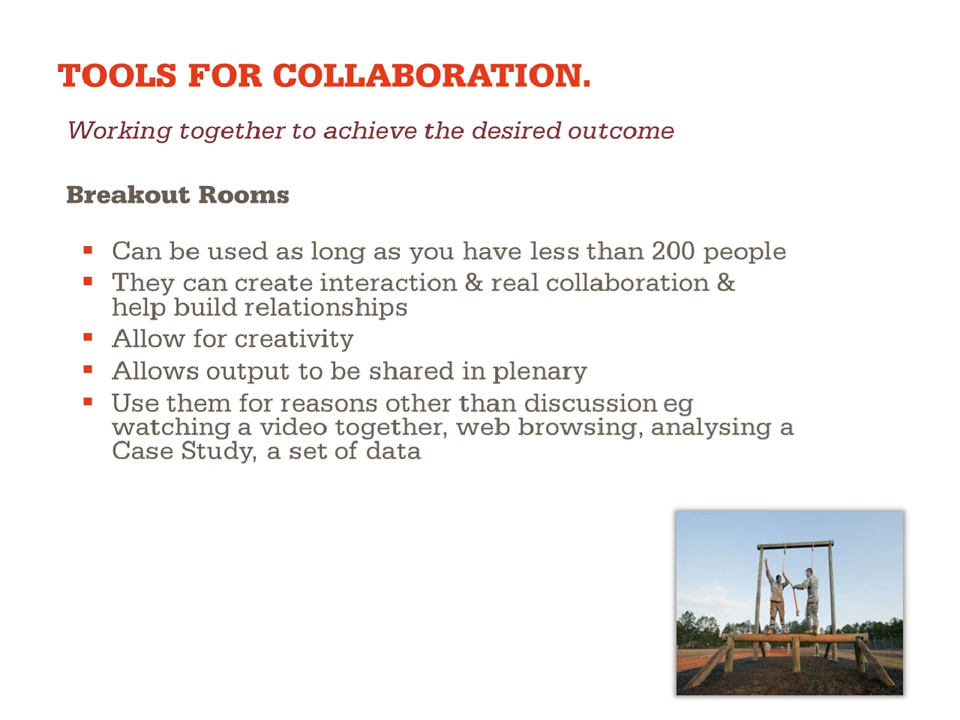 TOOLS FOR COLLABORATION.
Working together to achieve the desired outcome
Breakout Rooms
▪ Can be used as long as you have less than 200 people
▪ They can create interaction & real collaboration &
help build relationships
▪ Allow for creativity
▪ Allows output to be shared in plenary
▪ Use them for reasons other than discussion eg
watching a video together, web browsing, analysing a
Case Study, a set of data